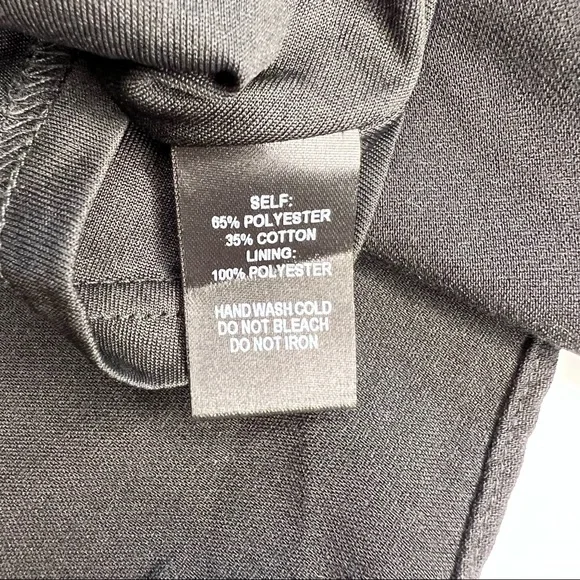 SELF:
65% POLYESTER
35% COTTON
LINING:
100% POLYESTER
HAND WASH COLD
DO NOT BLEACH
DO NOT IRON